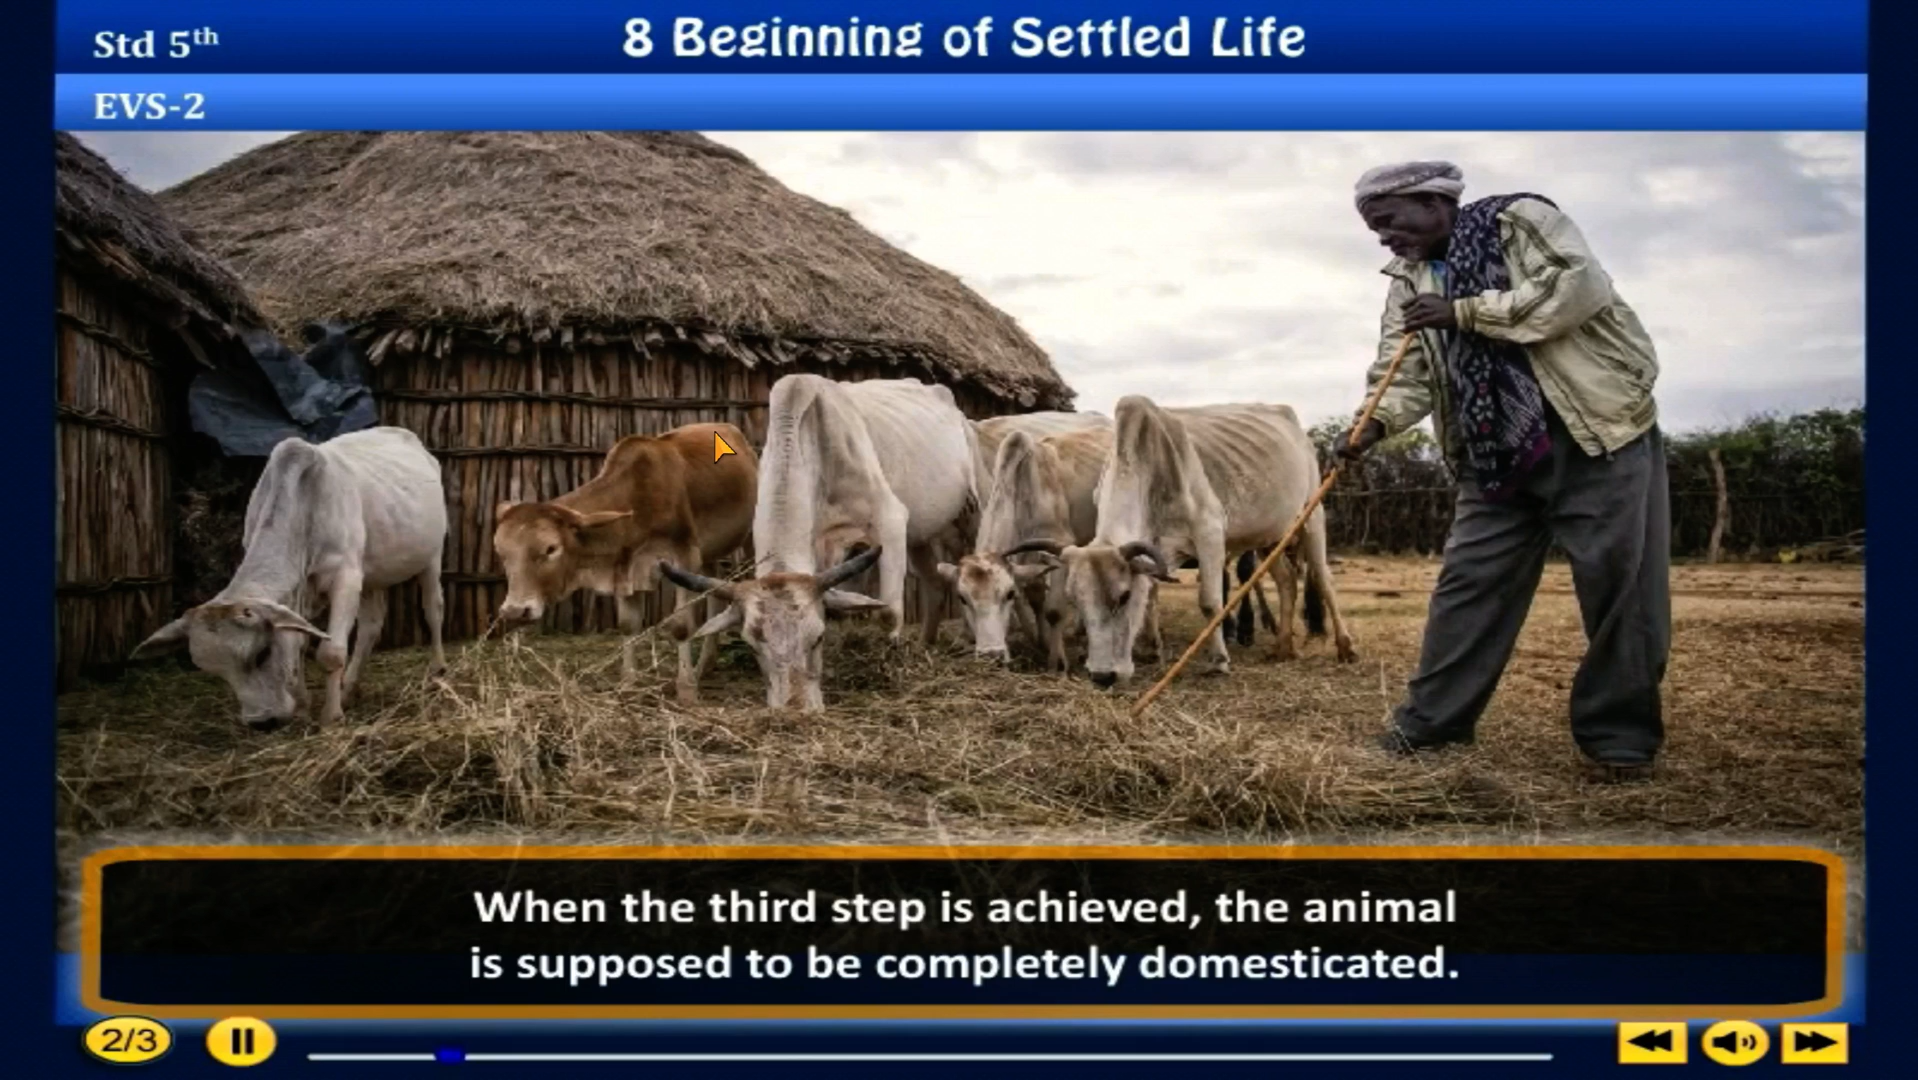 Std 5th
8 Beginning of Settled Life
EVS-2
When the third step is achieved, the animal
is supposed to be completely domesticated.
2/3